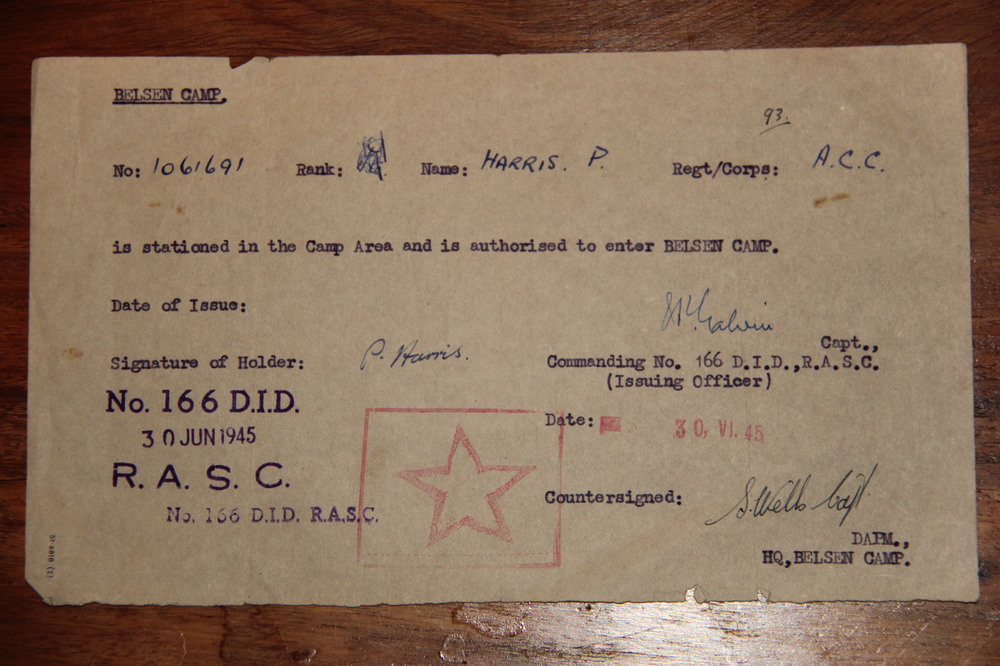 BELSEN CAMP.
93.
No: 1061691 Rank: Name: HARRIS. P. Regt/Corps: A.C.C.
is stationed in the Camp Area and is authorised to enter BELSEN CAMP.
Date of Issue:
Capt.,
Signature of Holder: P. Harris. Commanding No. 166 D.I.D.,R.A.S.C.
(Issuing Officer)
No. 166 D.I.D.
Date: 30. VI. 45
30 JUN 1945
R. A. S. C.
Countersigned: S. Wells Capt.
No. 166 D.I.D. R.A.S.C.
DAPM.,
HQ,BELSEN CAMP.